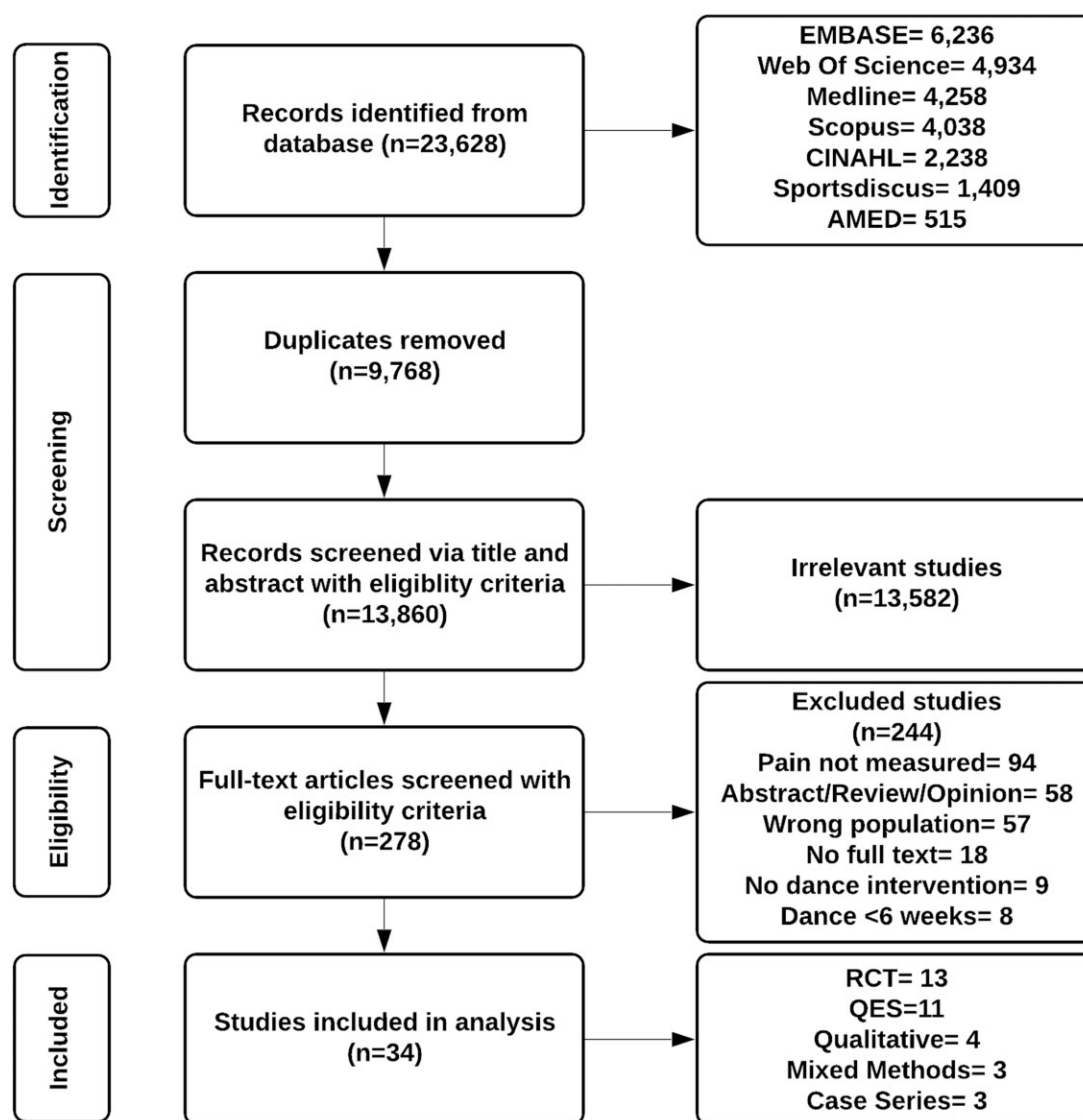 Identification
Records identified from
database (n=23,628)
EMBASE= 6,236
Web Of Science= 4,934
Medline= 4,258
Scopus= 4,038
CINAHL= 2,238
Sportsdiscus= 1,409
AMED= 515
Screening
Duplicates removed
(n=9,768)
Records screened via title and
abstract with eligiblity criteria
(n=13,860)
Irrelevant studies
(n=13,582)
Eligibility
Full-text articles screened with
eligibility criteria
(n=278)
Excluded studies
(n=244)
Pain not measured= 94
Abstract/Review/Opinion= 58
Wrong population= 57
No full text= 18
No dance intervention= 9
Dance <6 weeks= 8
Included
Studies included in analysis
(n=34)
RCT= 13
QES=11
Qualitative= 4
Mixed Methods= 3
Case Series= 3